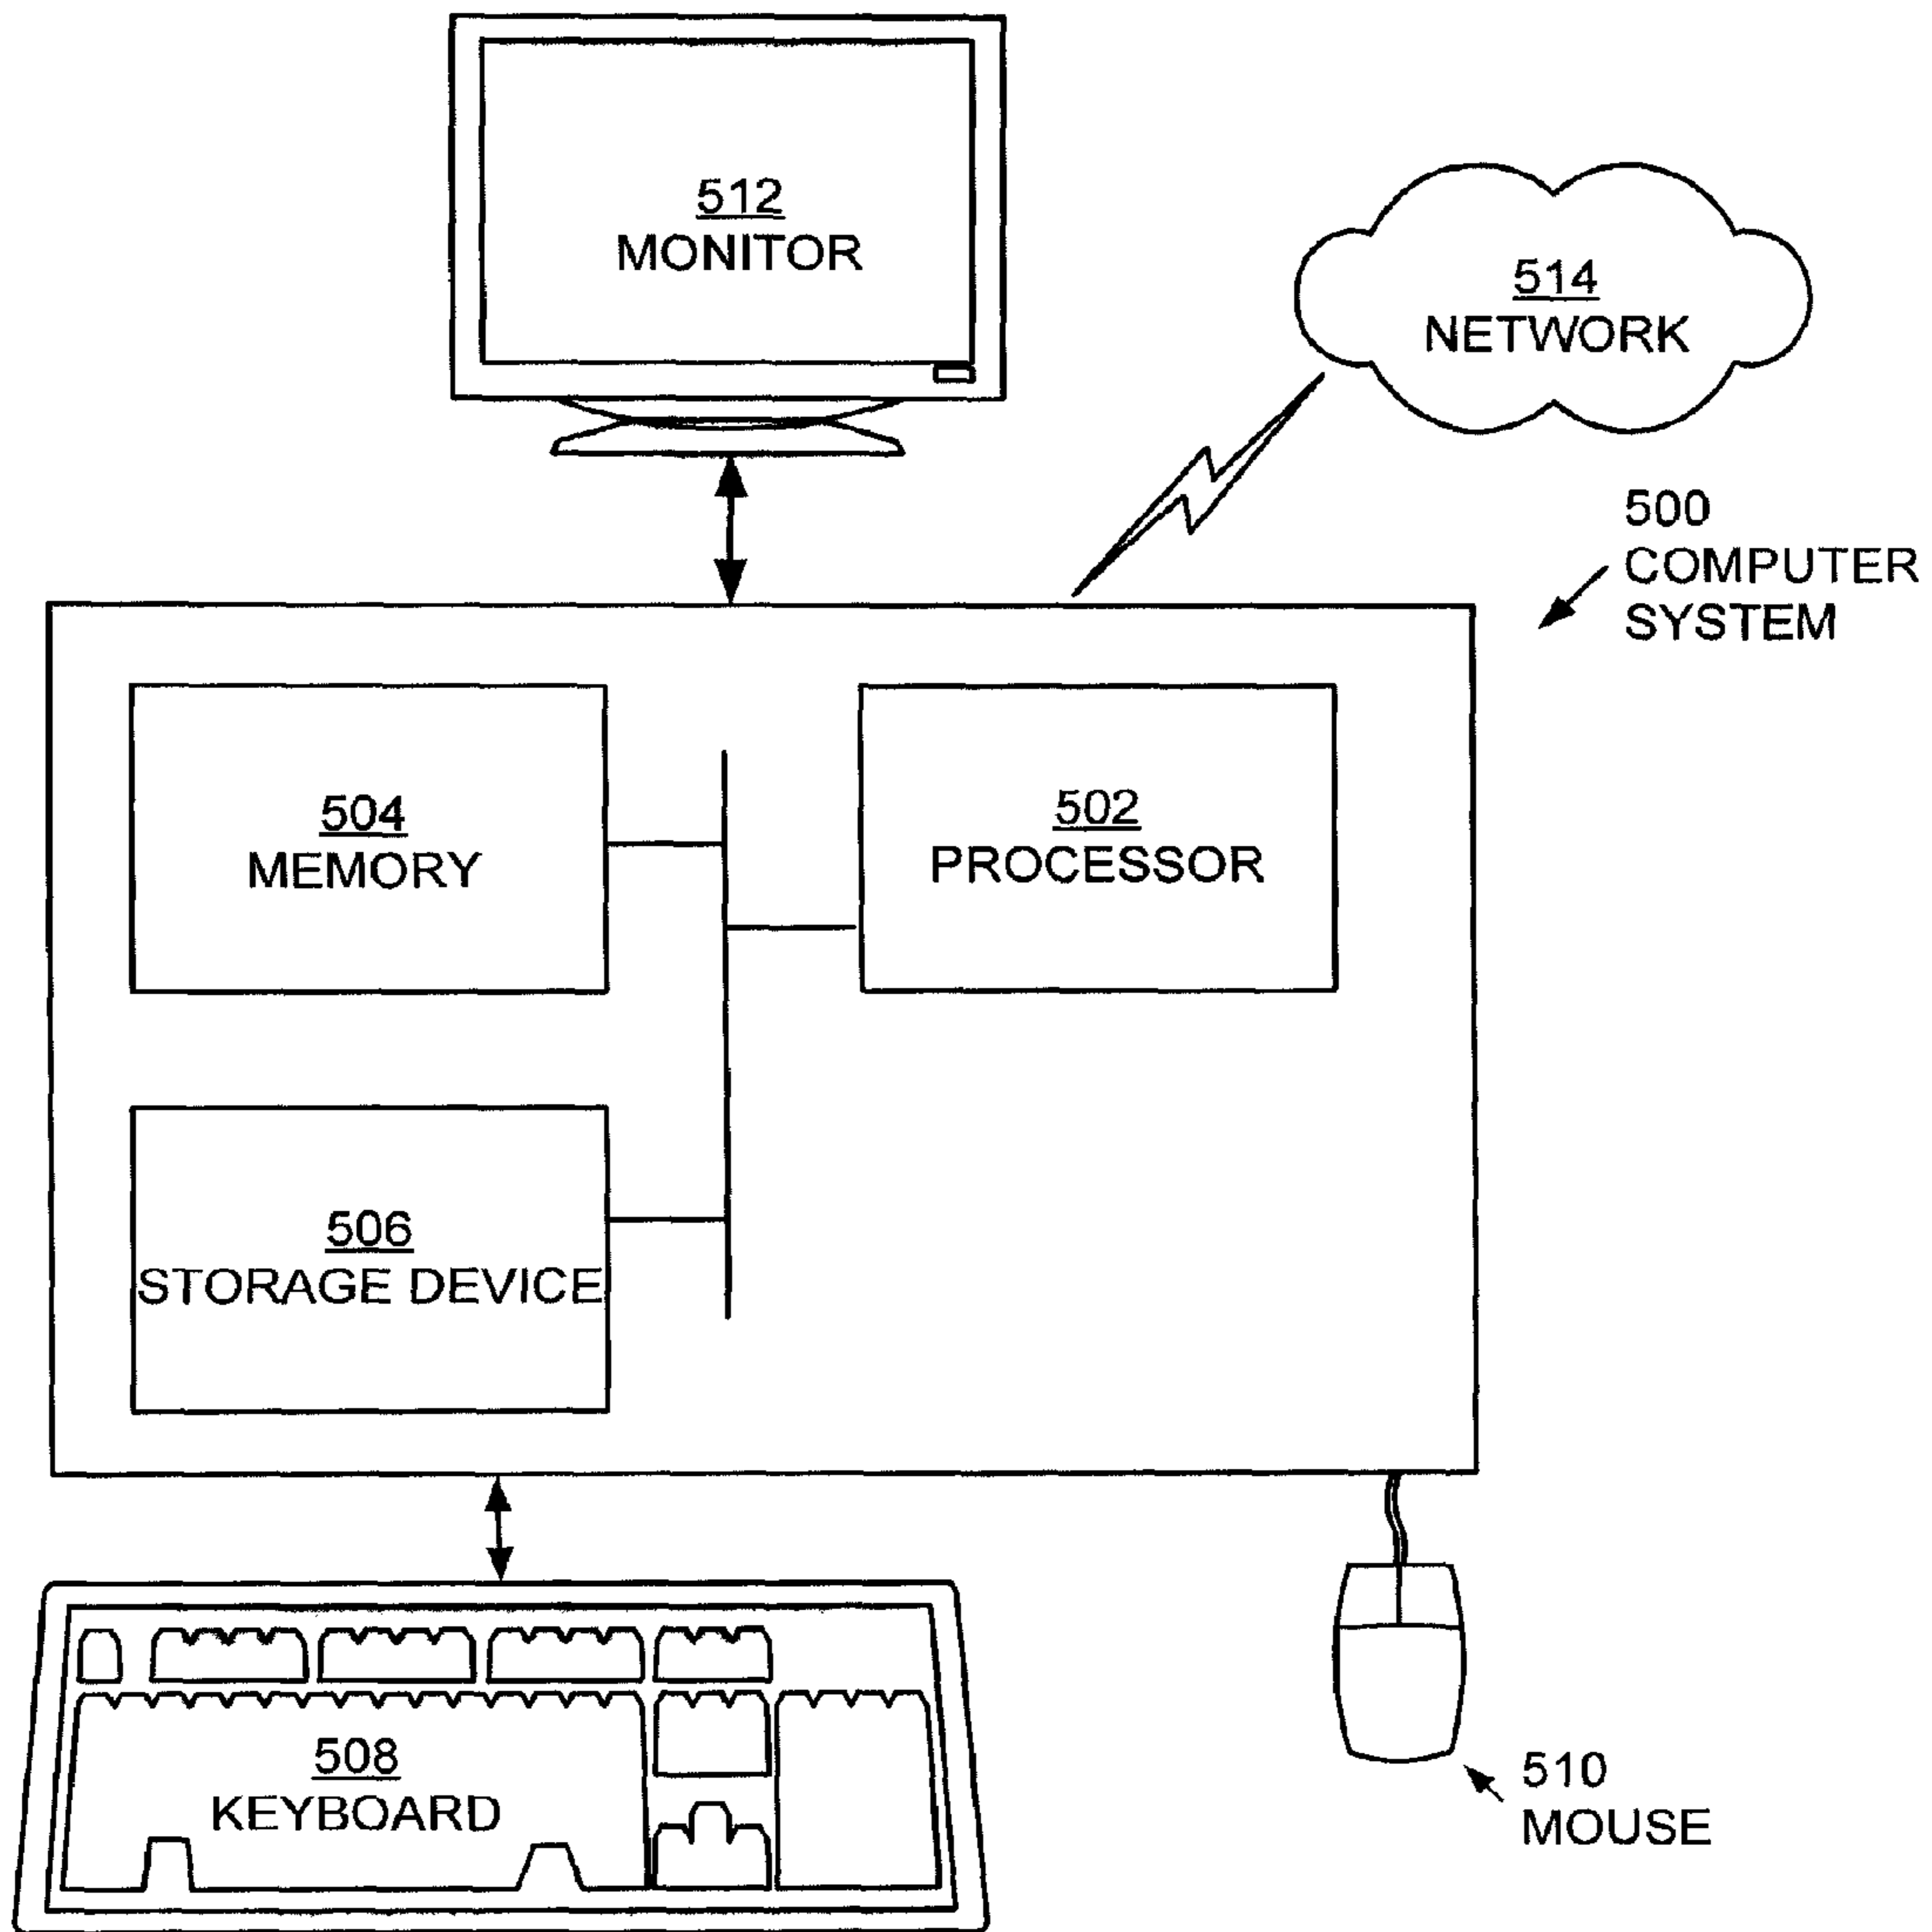 512
MONITOR
514
NETWORK
500
COMPUTER
SYSTEM
504
MEMORY
502
PROCESSOR
506
STORAGE DEVICE
508
KEYBOARD
510
MOUSE